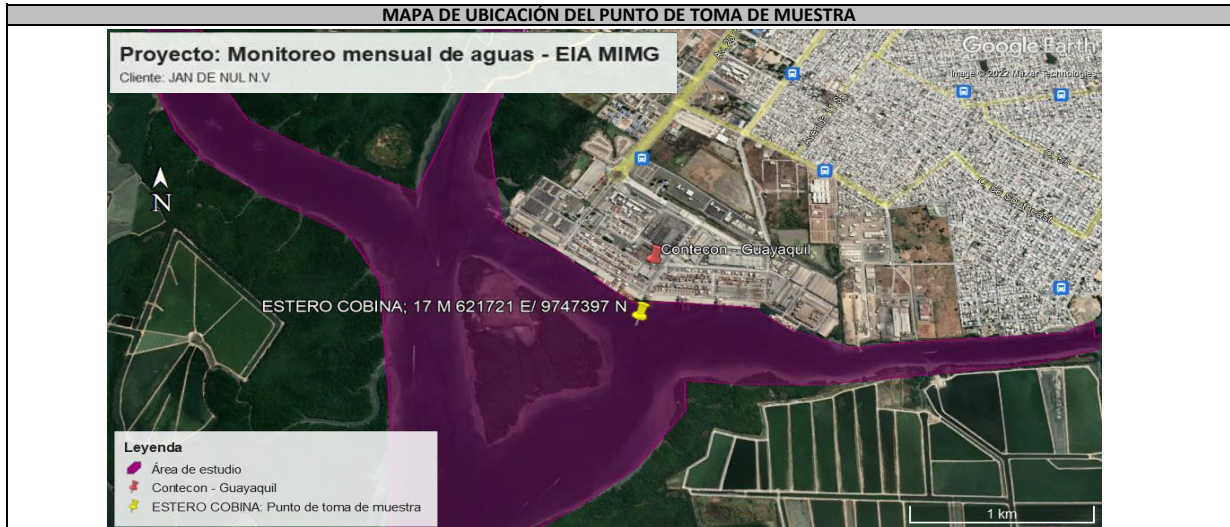 MAPA DE UBICACIÓN DEL PUNTO DE TOMA DE MUESTRA
Proyecto: Monitoreo mensual de aguas - EIA MIMG
Cliente: JAN DE NUL N.V
Google Earth
Image © 2022 Maxar Technologies
N
Contecon - Guayaquil
ESTERO COBINA; 17 M 621721 E/ 9747397 N
Leyenda
Área de estudio
Contecon - Guayaquil
ESTERO COBINA: Punto de toma de muestra
1 km